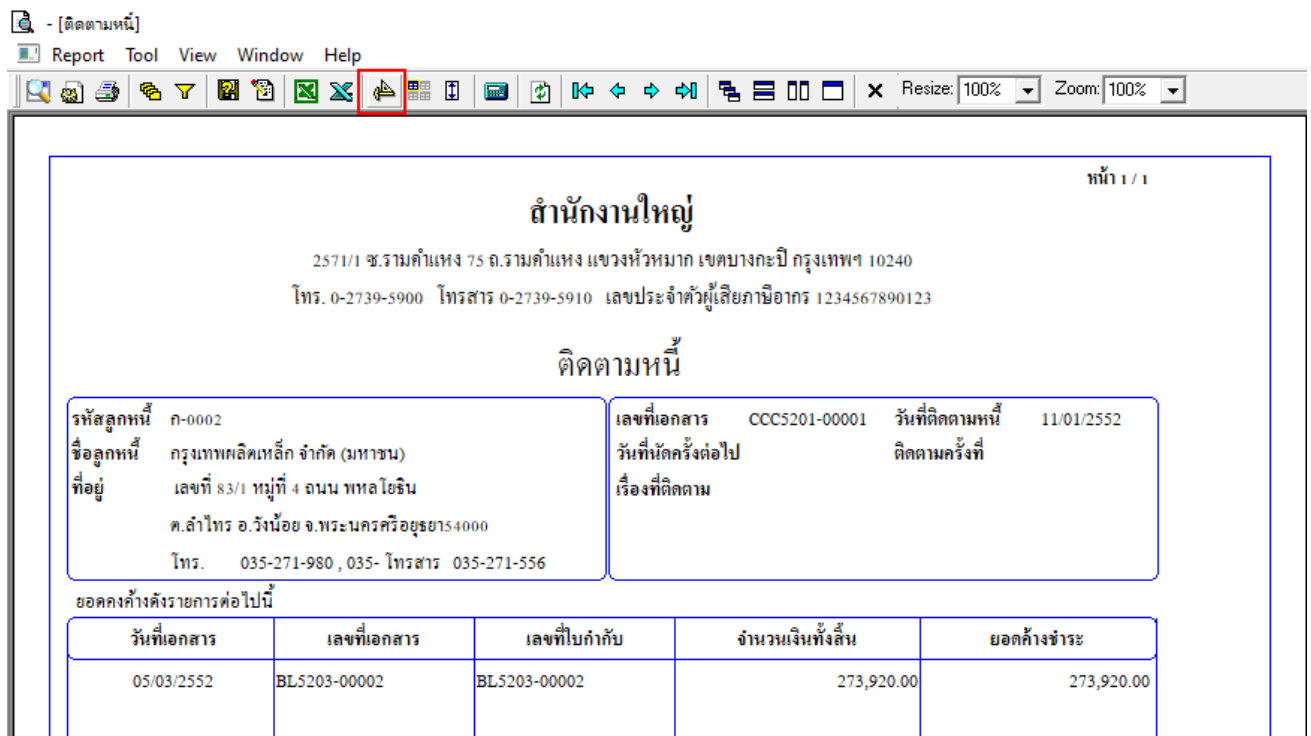 - [ติดตามหนี้]
Report Tool View Window Help
Resize: 100% Zoom: 100%
หน้า 1 / 1
สำนักงานใหญ่
2571/1 ซ.รามคำแหง 75 ถ.รามคำแหง แขวงหัวหมาก เขตบางกะปิ กรุงเทพฯ 10240
โทร. 0-2739-5900 โทรสาร 0-2739-5910 เลขประจำตัวผู้เสียภาษีอากร 1234567890123
ติดตามหนี้
รหัสลูกหนี้ ก-0002 เลขที่เอกสาร CCC5201-00001 วันที่ติดตามหนี้ 11/01/2552
ชื่อลูกหนี้ กรุงเทพผลิตเหล็ก จำกัด (มหาชน) วันที่นัดครั้งต่อไป ติดตามครั้งที่
ที่อยู่ เลขที่ 83/1 หมู่ที่ 4 ถนน พหลโยธิน เรื่องที่ติดตาม
ต.ลำไทร อ.วังน้อย จ.พระนครศรีอยุธยา54000
โทร. 035-271-980 , 035- โทรสาร 035-271-556
ยอดคงค้างดังรายการต่อไปนี้
วันที่เอกสาร เลขที่เอกสาร เลขที่ใบกำกับ จำนวนเงินทั้งสิ้น ยอดค้างชำระ
05/03/2552 BL5203-00002 BL5203-00002 273,920.00 273,920.00